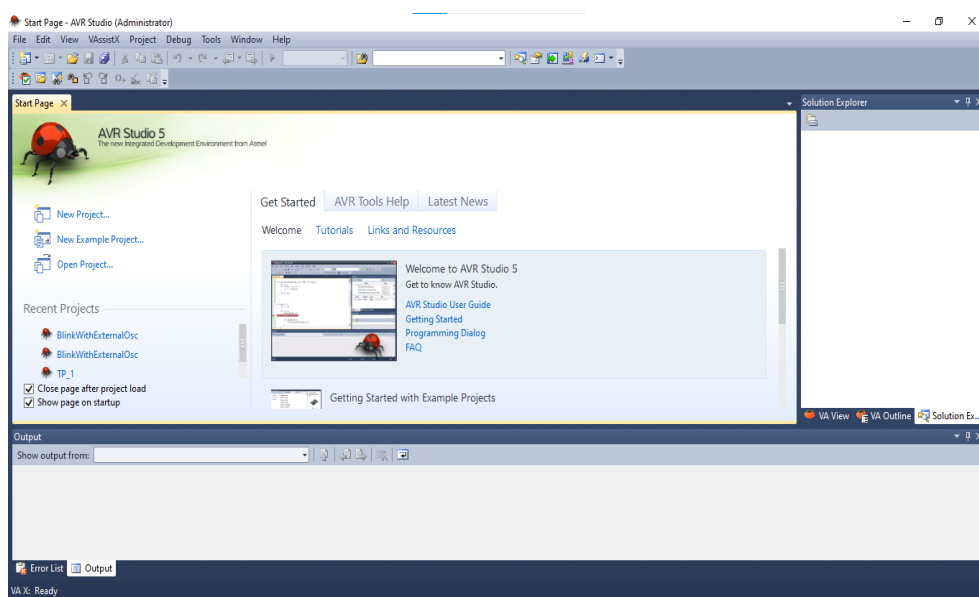 Start Page - AVR Studio (Administrator)
File Edit View VAssistX Project Debug Tools Window Help
Start Page
AVR Studio 5
The new Integrated Development Environment from Atmel
New Project...
New Example Project...
Open Project...
Recent Projects
BlinkWithExternalOsc
BlinkWithExternalOsc
TP_1
Close page after project load
Show page on startup
Get Started AVR Tools Help Latest News
Welcome Tutorials Links and Resources
Welcome to AVR Studio 5
Get to know AVR Studio.
AVR Studio User Guide
Getting Started
Programming Dialog
FAQ
Getting Started with Example Projects
Solution Explorer
VA View VA Outline Solution Ex...
Output
Show output from:
Error List Output
VA X: Ready